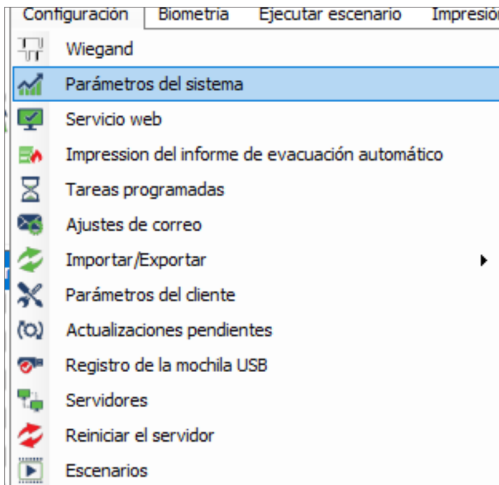 Configuración Biometría Ejecutar escenario Impresión
Wiegand
Parámetros del sistema
Servicio web
Impression del informe de evacuación automático
Tareas programadas
Ajustes de correo
Importar/Exportar
Parámetros del cliente
Actualizaciones pendientes
Registro de la mochila USB
Servidores
Reiniciar el servidor
Escenarios